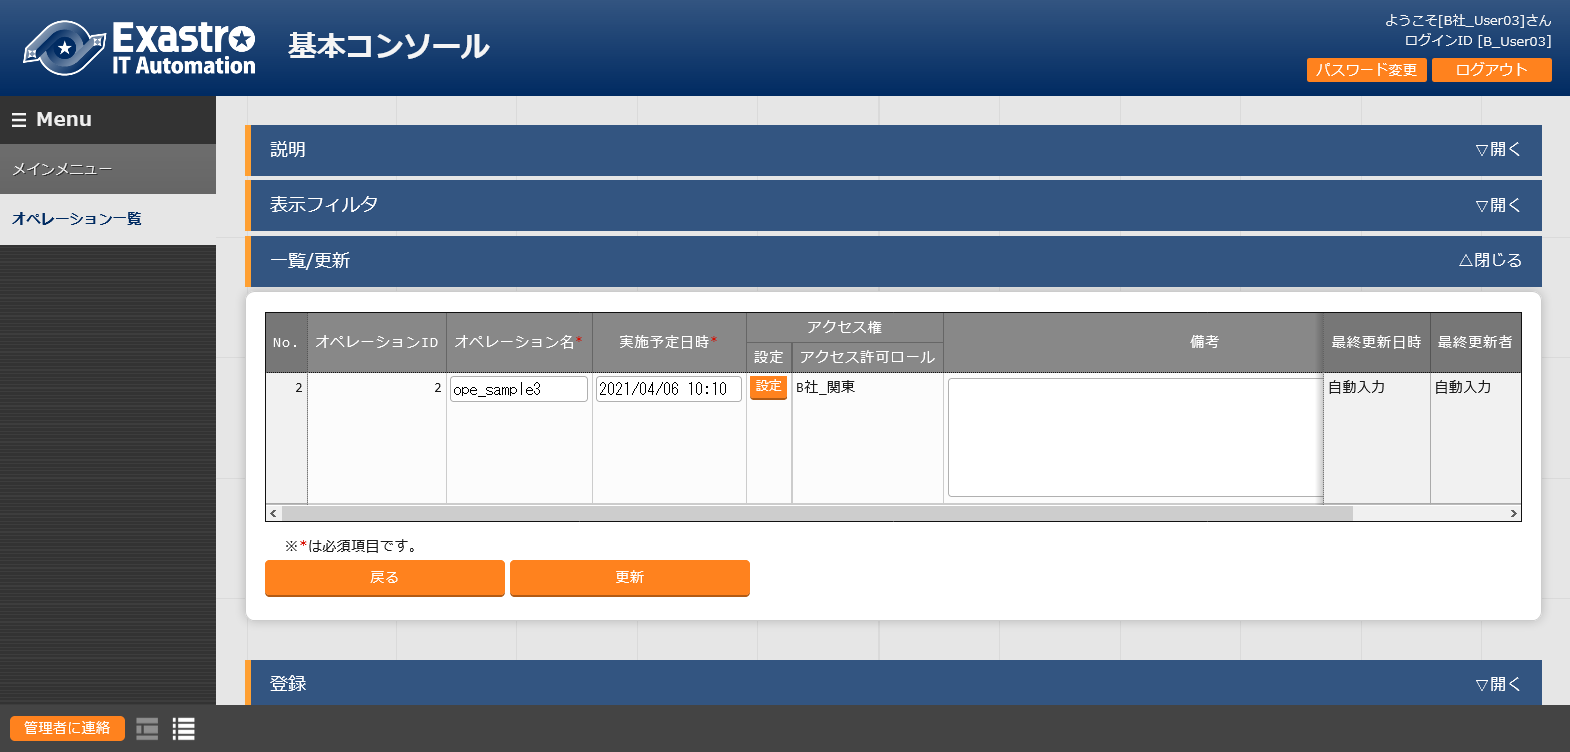 Exastro
IT Automation
基本コンソール
ようこそ[B社_User03]さん
ログインID [B_User03]
パスワード変更
ログアウト
Menu
メインメニュー
オペレーション一覧
説明
▽開く
表示フィルタ
▽開く
一覧/更新
△閉じる
No.
オペレーションID
オペレーション名*
実施予定日時*
アクセス権
設定
アクセス許可ロール
備考
最終更新日時
最終更新者
2
2
ope_sample3
2021/04/06 10:10
設定
B社_関東
自動入力
自動入力
※*は必須項目です。
戻る
更新
登録
▽開く
管理者に連絡